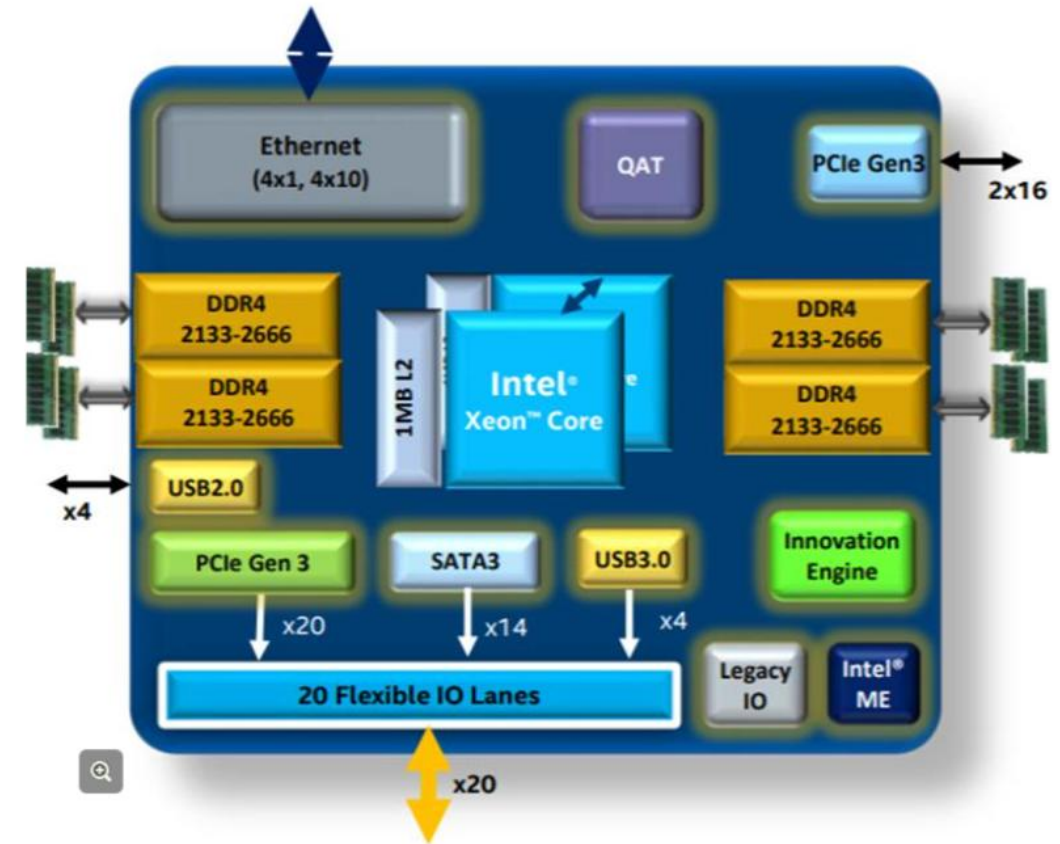 Ethernet
(4x1, 4x10)
QAT
PCIe Gen3
2x16
DDR4
2133-2666
DDR4
2133-2666
1MB L2
Intel®
Xeon™ Core
DDR4
2133-2666
DDR4
2133-2666
USB2.0
x4
PCIe Gen 3
SATA3
USB3.0
Innovation
Engine
x20
x14
x4
20 Flexible IO Lanes
Legacy
IO
Intel®
ME
x20